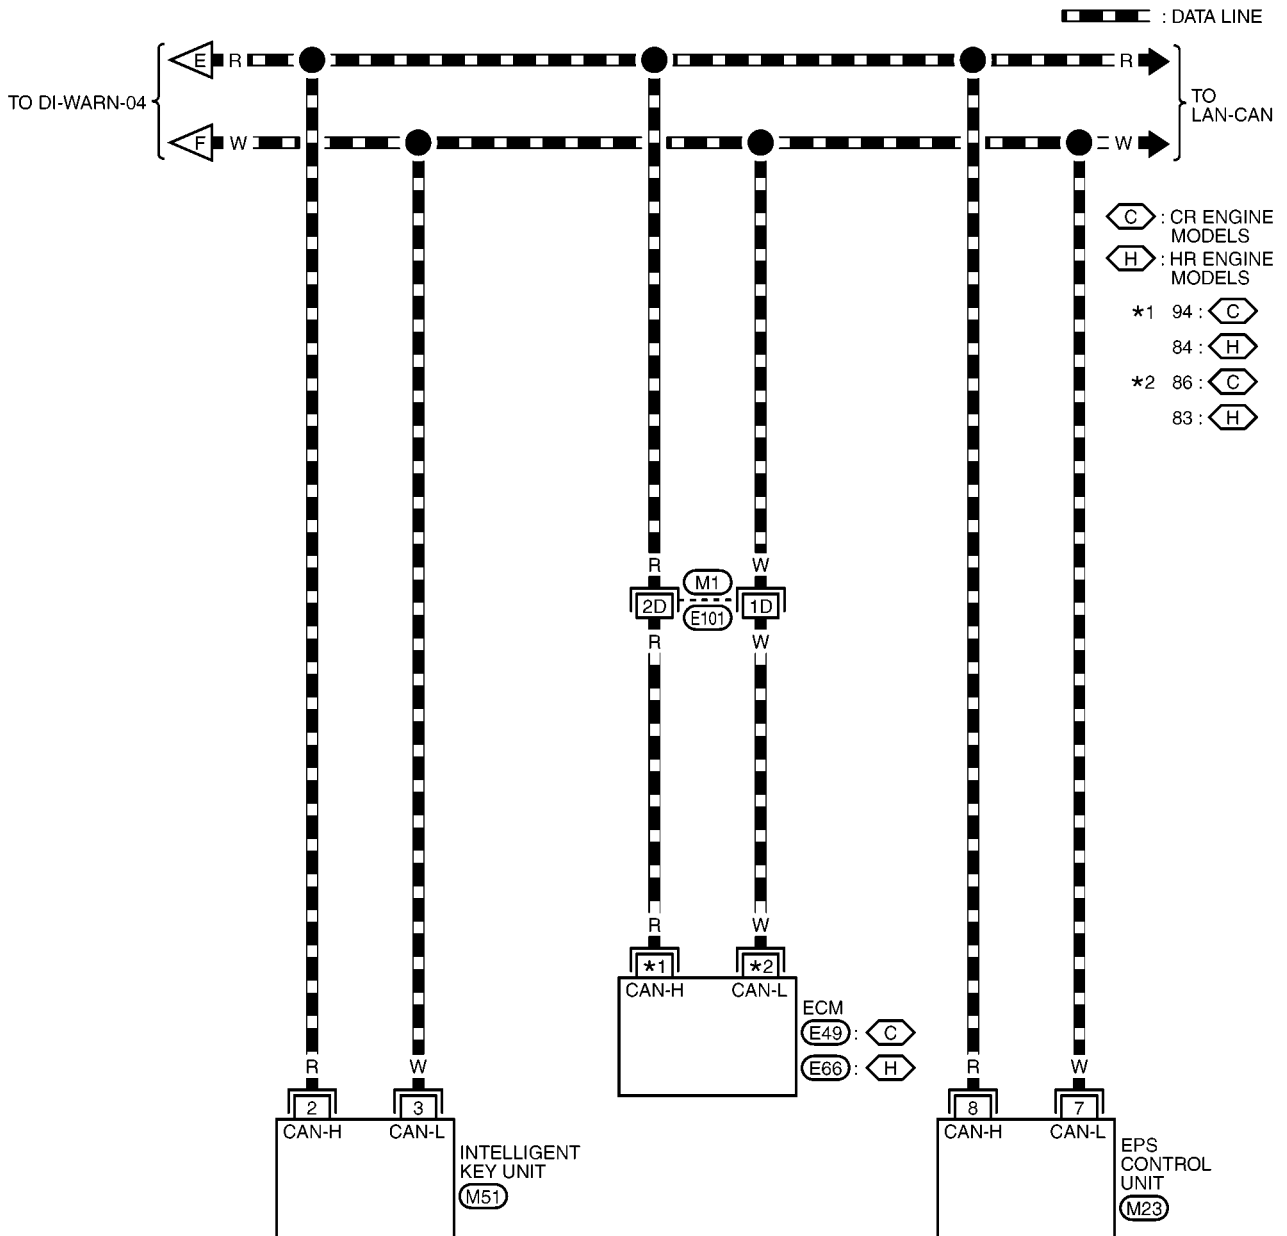 : DATA LINE
E R R
TO DI-WARN-04
TO
LAN-CAN
F W W
C : CR ENGINE
MODELS
H : HR ENGINE
MODELS
*1 94 : C
84 : H
*2 86 : C
83 : H
R W
M1
2D 1D
E101
R W
R W
*1 *2
CAN-H CAN-L
ECM
E49 : C
E66 : H
R W R W
2 3 8 7
CAN-H CAN-L CAN-H CAN-L
INTELLIGENT
KEY UNIT
M51
EPS
CONTROL
UNIT
M23